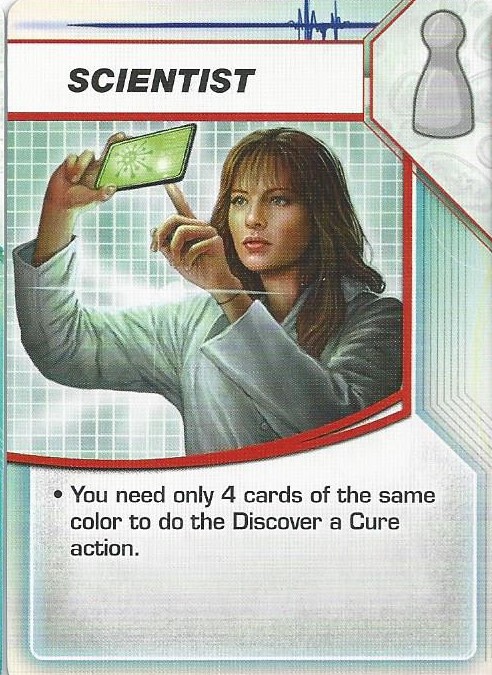 SCIENTIST
• You need only 4 cards of the same
color to do the Discover a Cure
action.